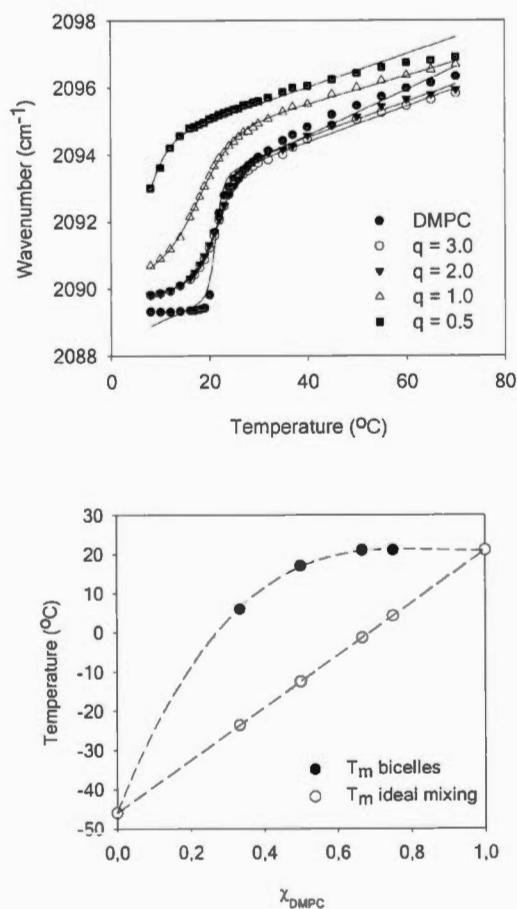 2098
2096
2094
2092
2090
2088
Wavenumber (cm⁻¹)
DMPC
q = 3.0
q = 2.0
q = 1.0
q = 0.5
0 20 40 60 80
Temperature (ºC)
30
20
10
0
-10
-20
-30
-40
-50
Temperature (ºC)
Tm bicelles
Tm ideal mixing
0,0 0,2 0,4 0,6 0,8 1,0
χDMPC